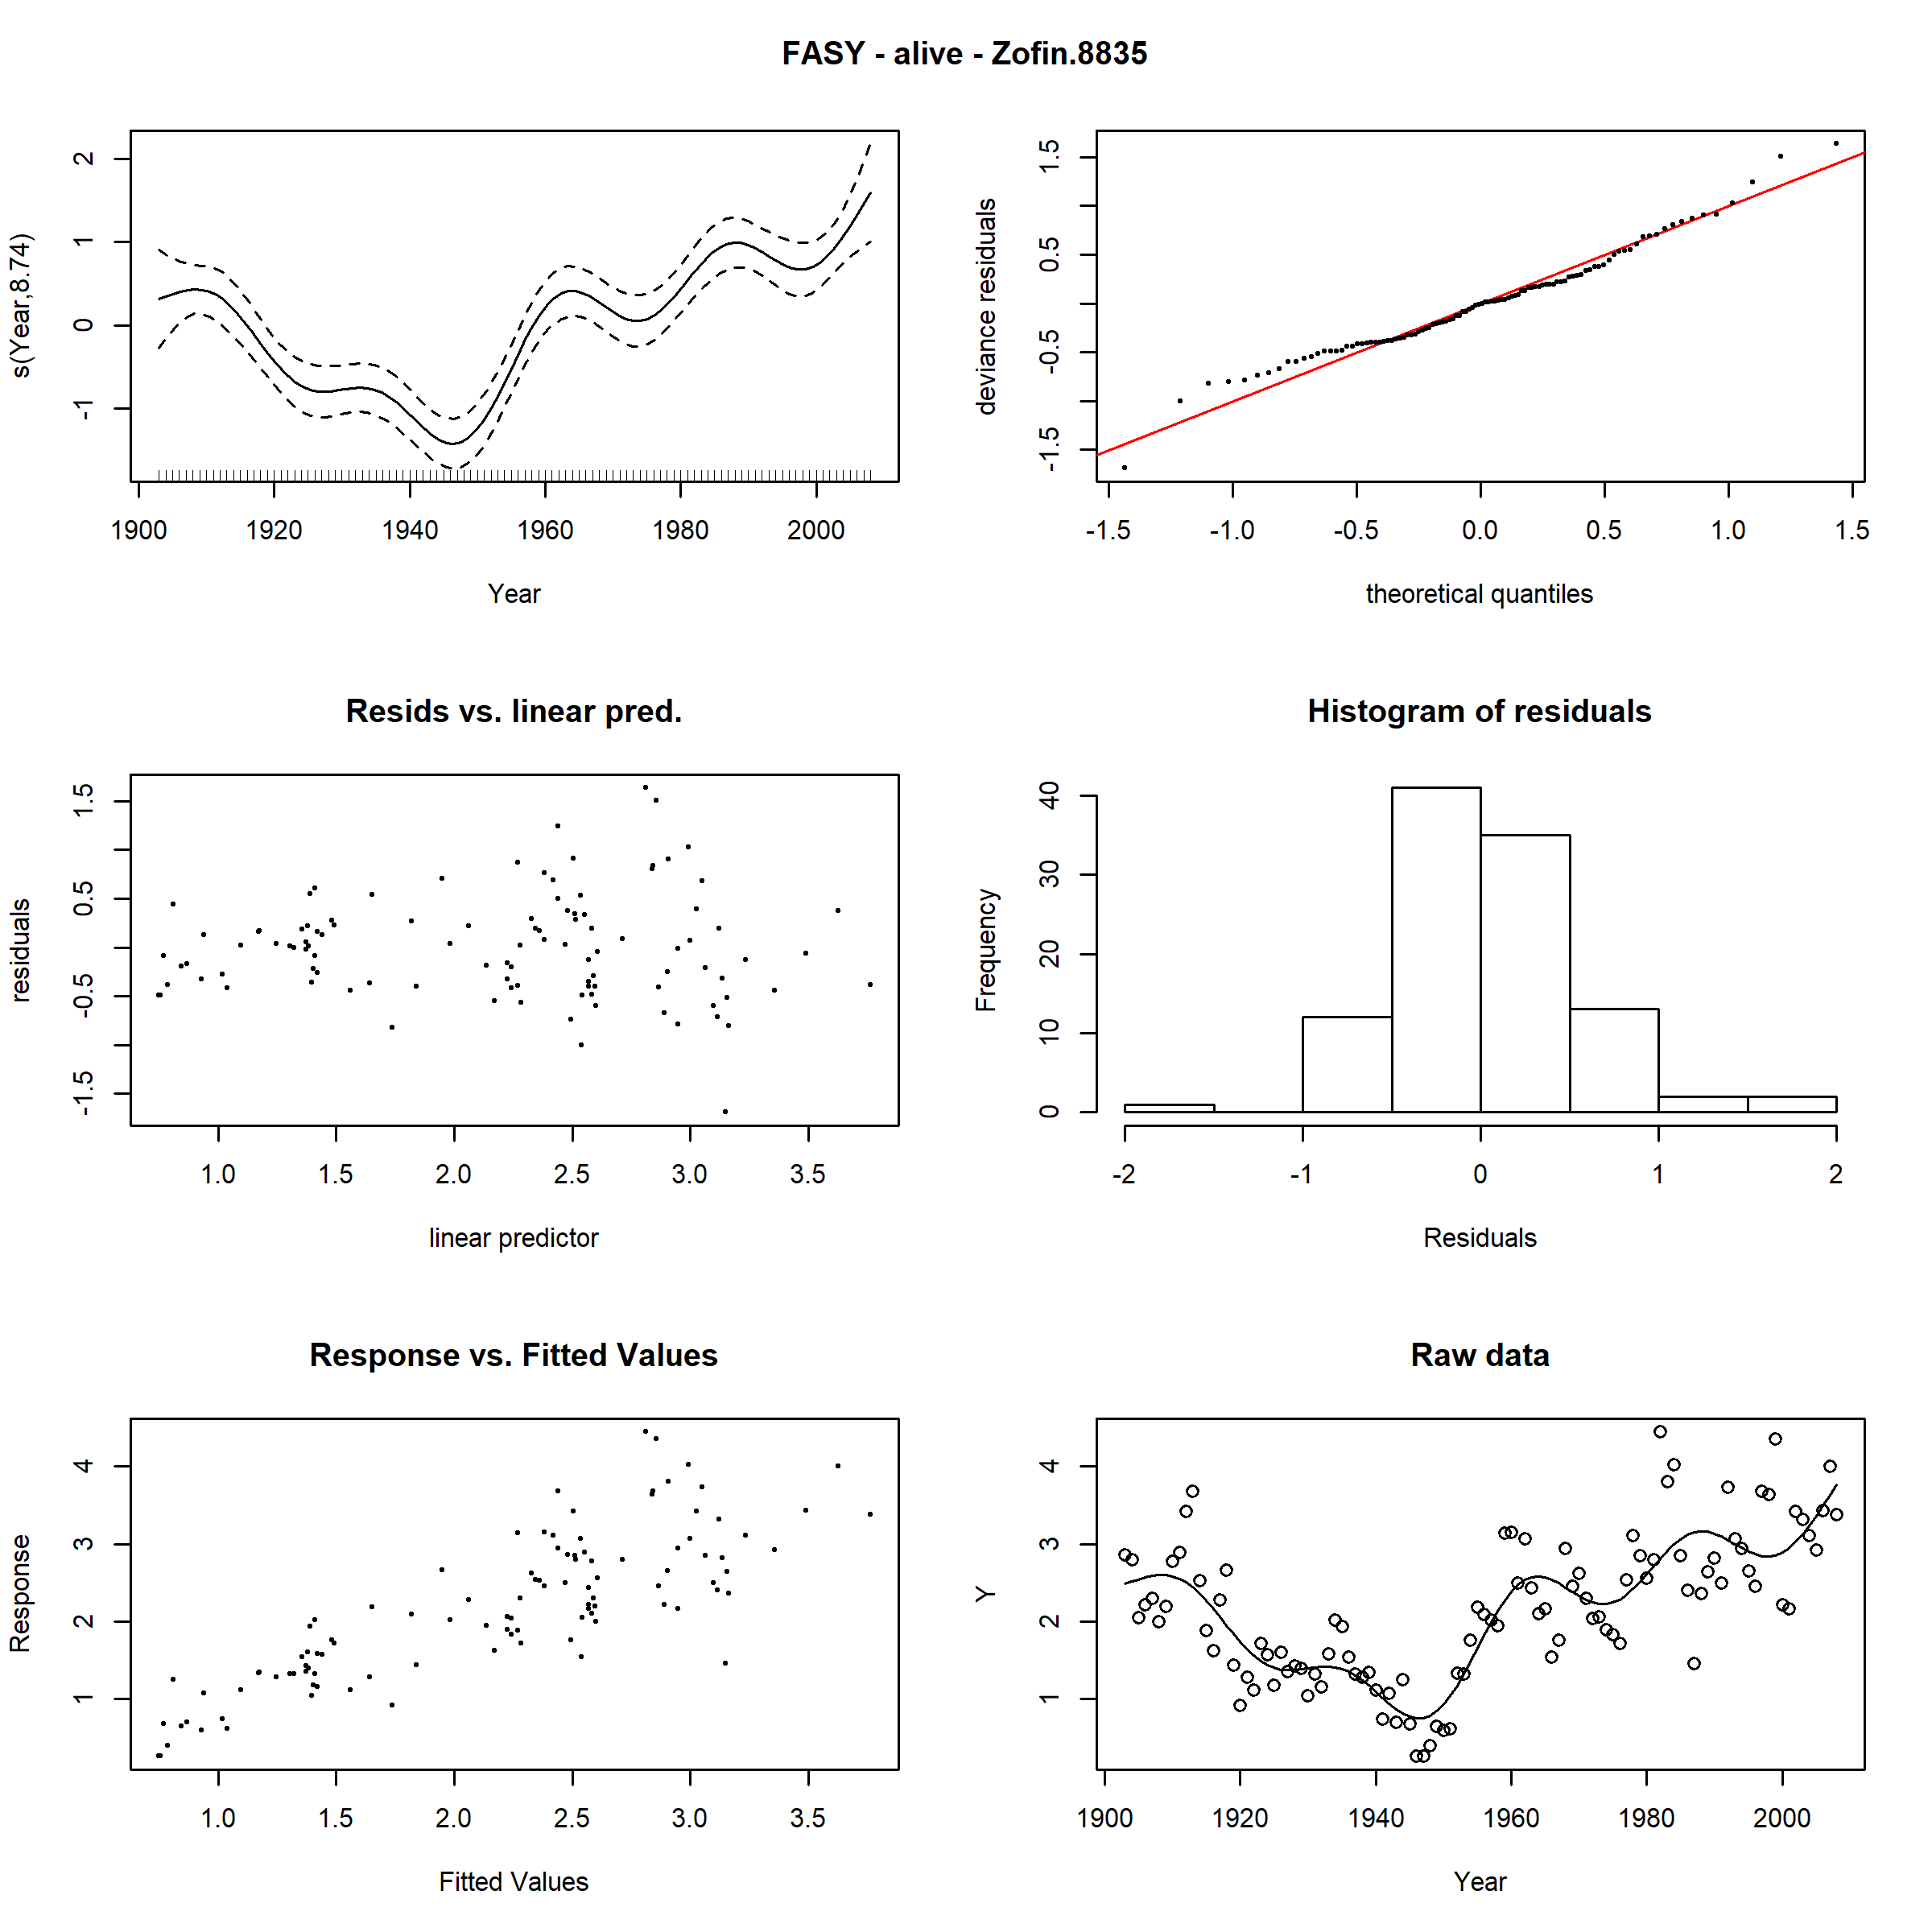 FASY - alive - Zofin.8835
s(Year,8.74)
2
1
0
-1
1900 1920 1940 1960 1980 2000
Year
deviance residuals
1.5
0.5
-0.5
-1.5
-1.5 -1.0 -0.5 0.0 0.5 1.0 1.5
theoretical quantiles
Resids vs. linear pred.
residuals
1.5
0.5
-0.5
-1.5
1.0 1.5 2.0 2.5 3.0 3.5
linear predictor
Histogram of residuals
Frequency
40
30
20
10
0
-2 -1 0 1 2
Residuals
Response vs. Fitted Values
Response
4
3
2
1
1.0 1.5 2.0 2.5 3.0 3.5
Fitted Values
Raw data
Y
4
3
2
1
1900 1920 1940 1960 1980 2000
Year